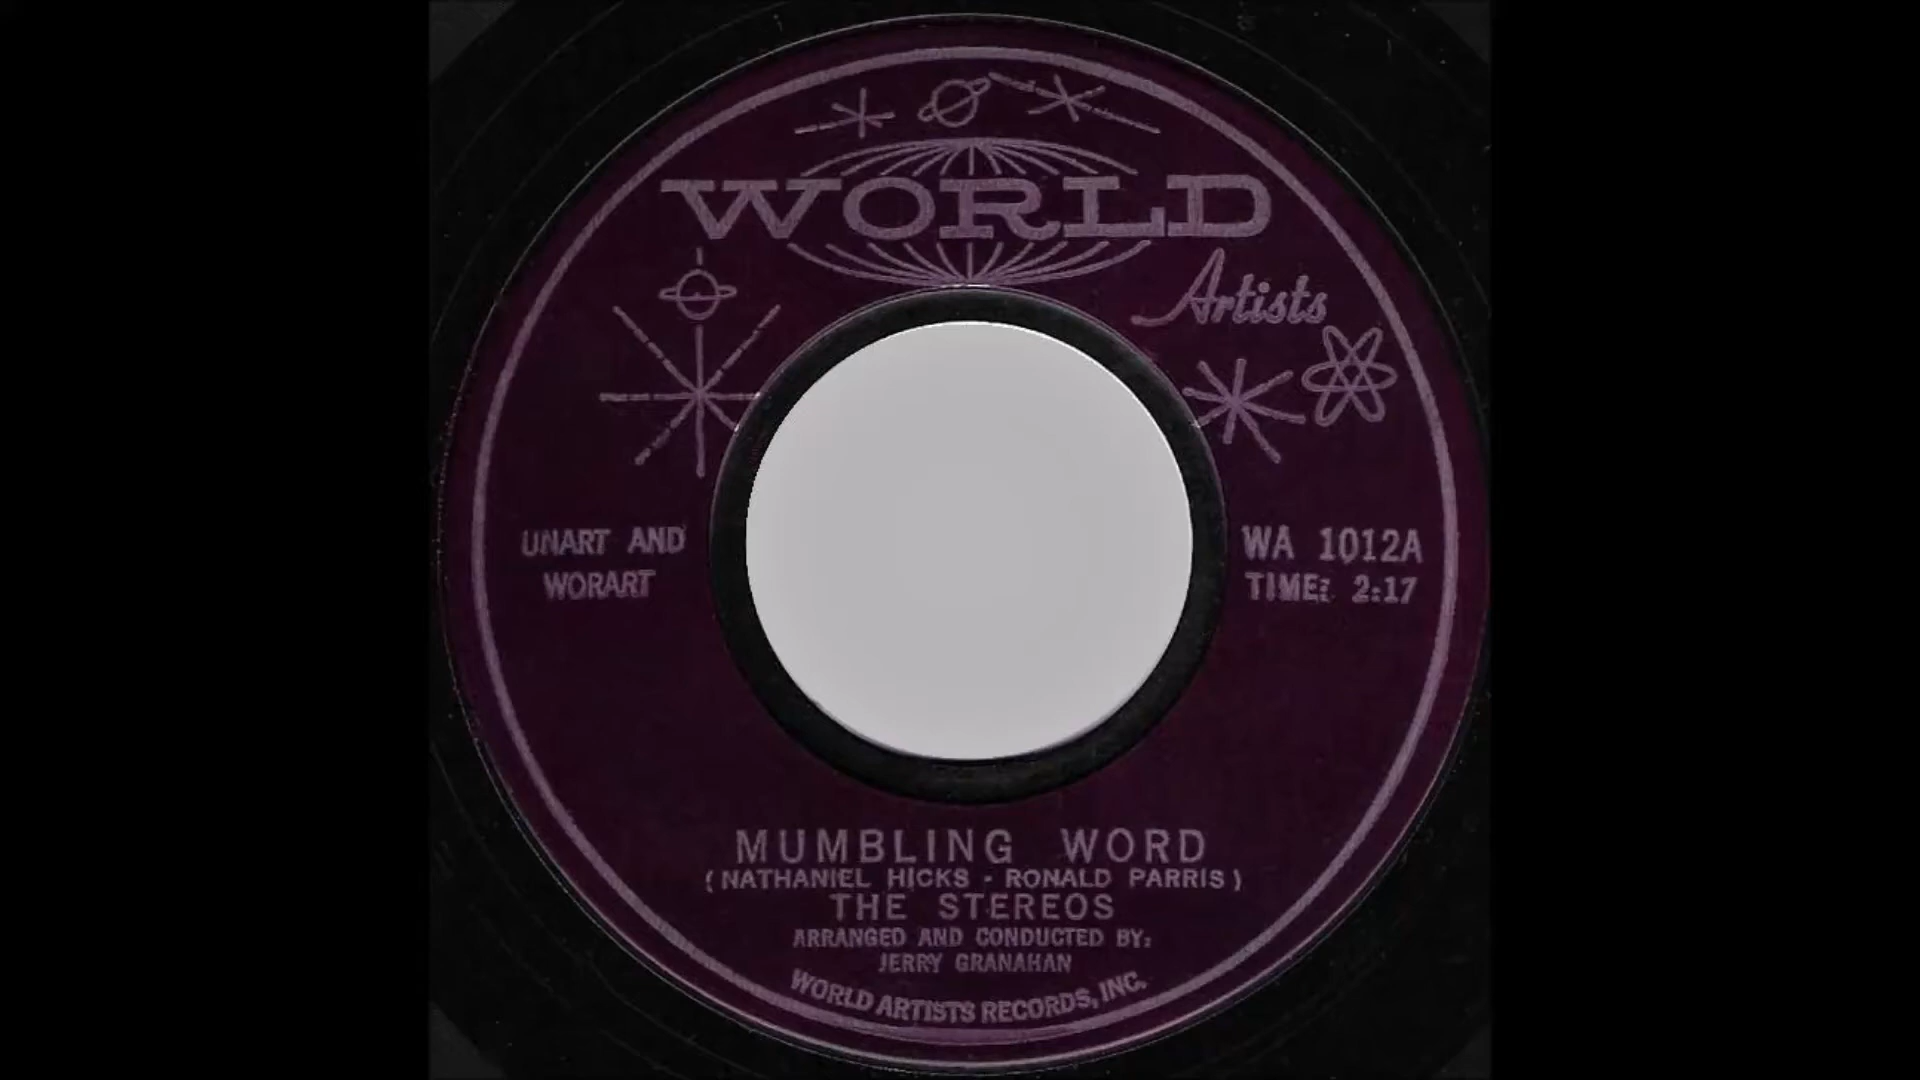 WORLD
Artists
UNART AND
WORART
WA 1012A
TIME: 2:17
MUMBLING WORD
(NATHANIEL HICKS - RONALD PARRIS)
THE STEREOS
ARRANGED AND CONDUCTED BY:
JERRY GRANAHAN
WORLD ARTISTS RECORDS, INC.